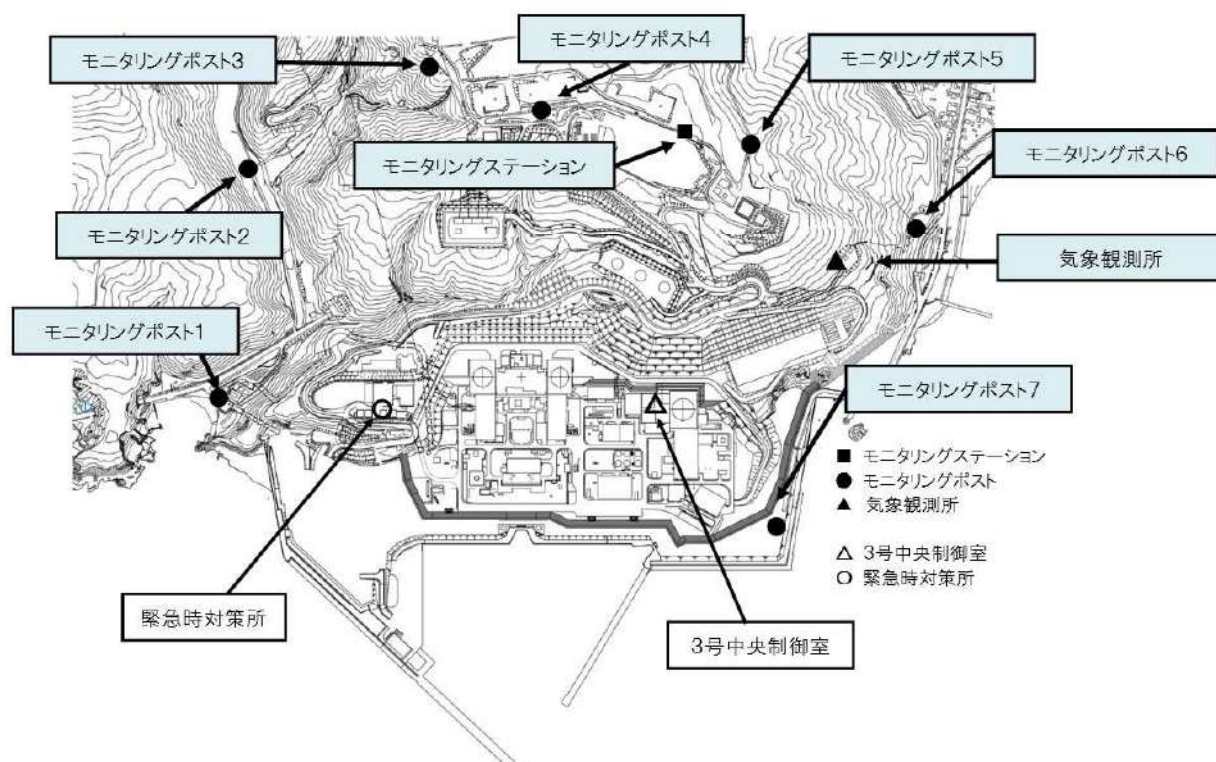 モニタリングポスト4
モニタリングポスト3
モニタリングポスト5
モニタリングポスト6
モニタリングステーション
モニタリングポスト2
気象観測所
モニタリングポスト1
モニタリングポスト7
■ モニタリングステーション
● モニタリングポスト
▲ 気象観測所
△ 3号中央制御室
○ 緊急時対策所
緊急時対策所
3号中央制御室